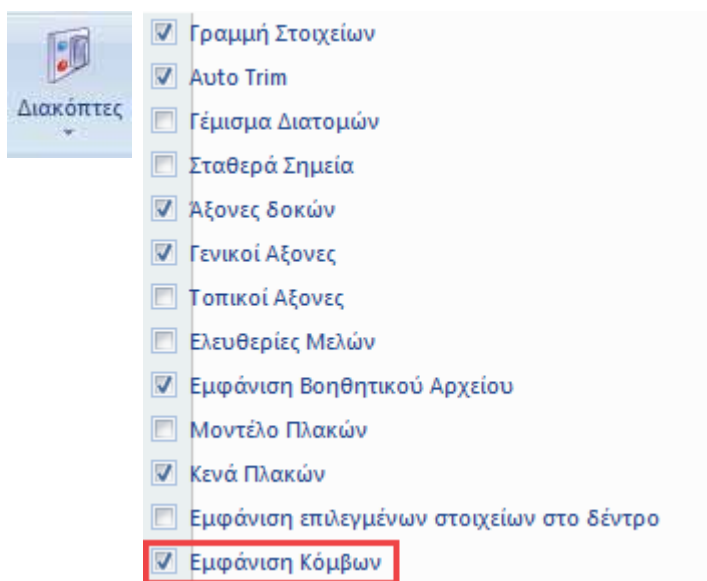 Διακόπτες
Γραμμή Στοιχείων
Auto Trim
Γέμισμα Διατομών
Σταθερά Σημεία
Άξονες δοκών
Γενικοί Αξονες
Τοπικοί Αξονες
Ελευθερίες Μελών
Εμφάνιση Βοηθητικού Αρχείου
Μοντέλο Πλακών
Κενά Πλακών
Εμφάνιση επιλεγμένων στοιχείων στο δέντρο
Εμφάνιση Κόμβων